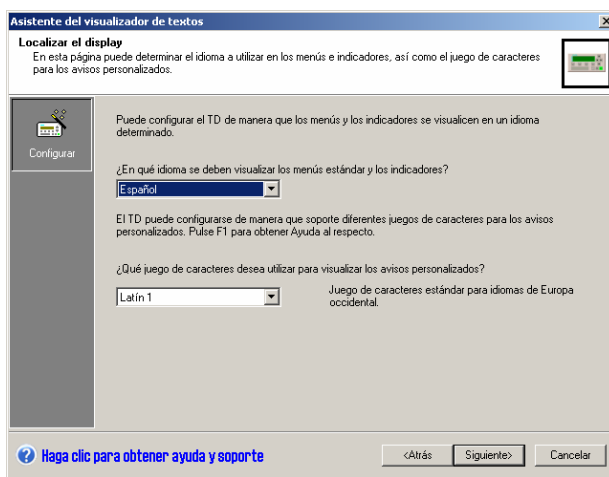 Asistente del visualizador de textos
Localizar el display
En esta página puede determinar el idioma a utilizar en los menús e indicadores, así como el juego de caracteres
para los avisos personalizados.
Configurar
Puede configurar el TD de manera que los menús y los indicadores se visualicen en un idioma
determinado.
¿En qué idioma se deben visualizar los menús estándar y los indicadores?
Español
El TD puede configurarse de manera que soporte diferentes juegos de caracteres para los avisos
personalizados. Pulse F1 para obtener Ayuda al respecto.
¿Qué juego de caracteres desea utilizar para visualizar los avisos personalizados?
Latín 1
Juego de caracteres estándar para idiomas de Europa
occidental.
Haga clic para obtener ayuda y soporte
<Atrás
Siguiente>
Cancelar